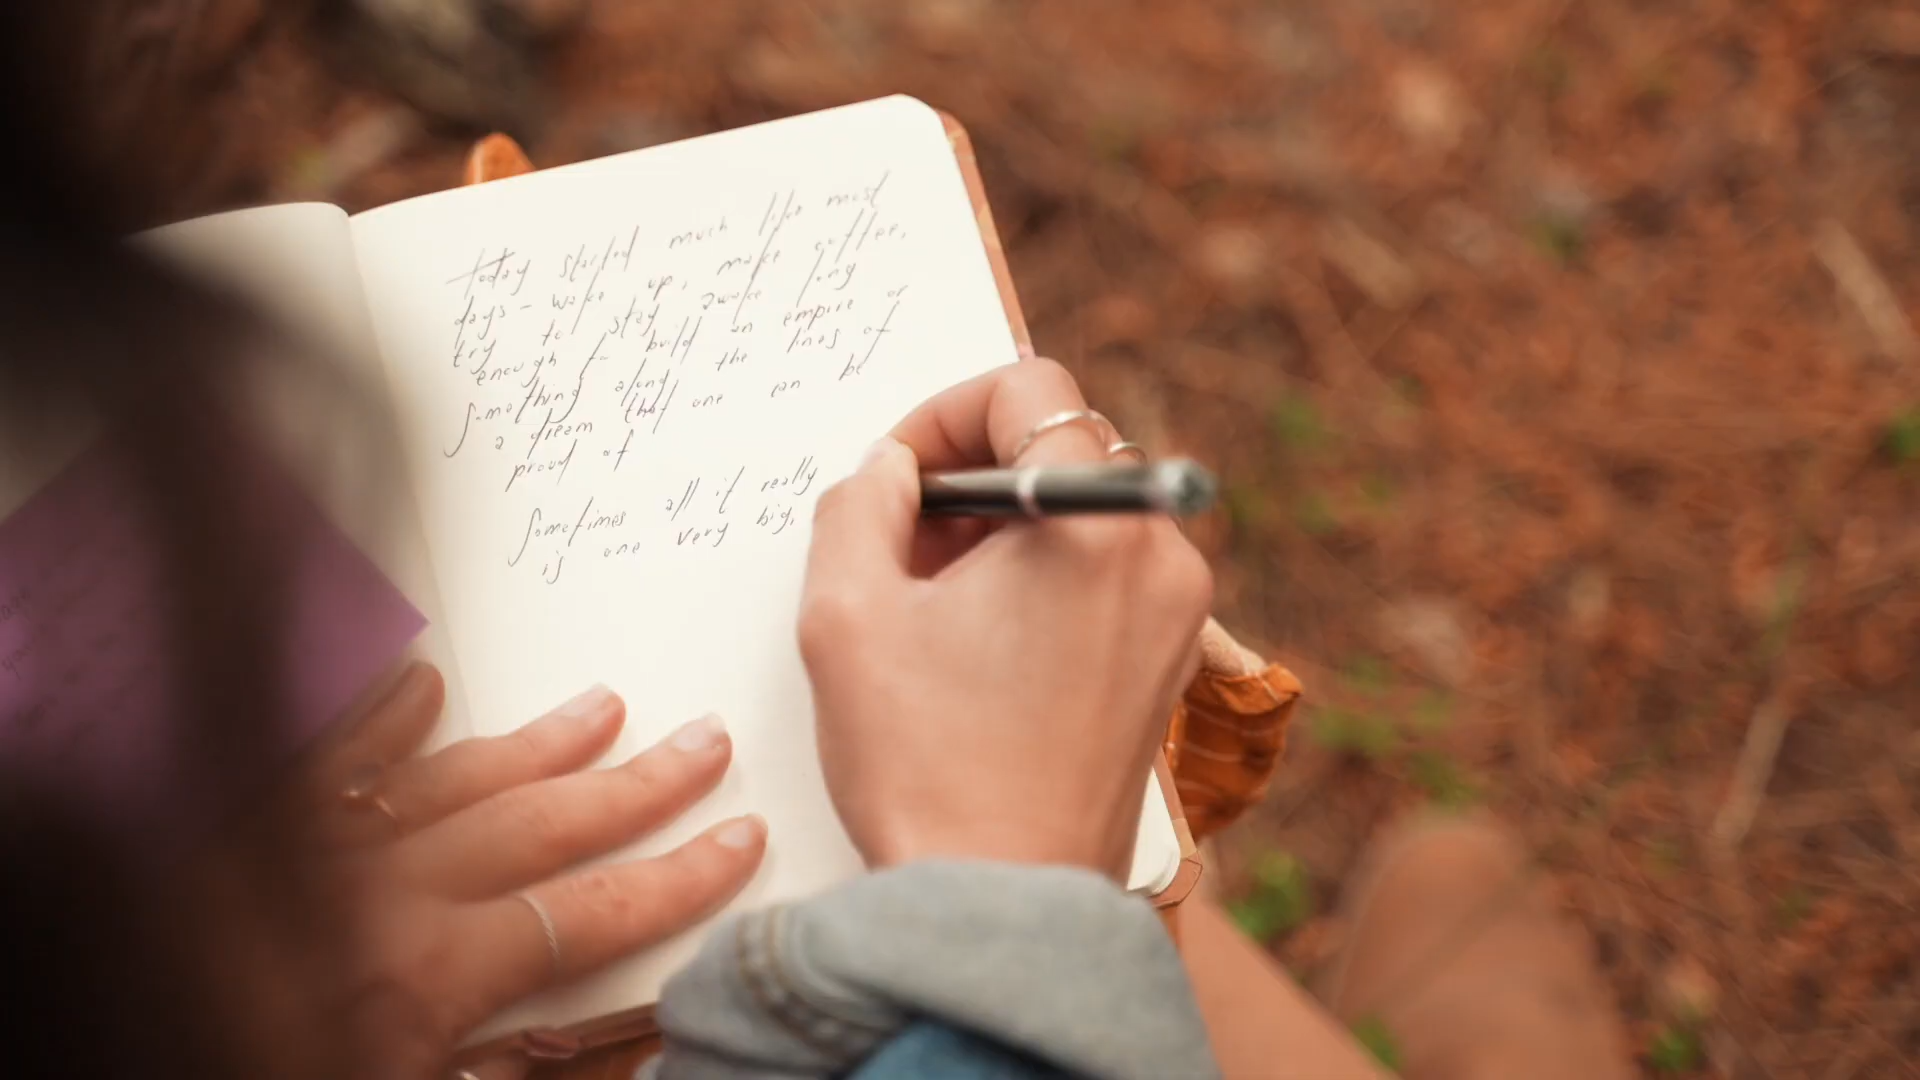 today started much like most
days - wake up, make coffee,
try to stay awake long
enough to build an empire or
something along the lines of
a dream that one can be
proud of
Sometimes all it really
is one very big,